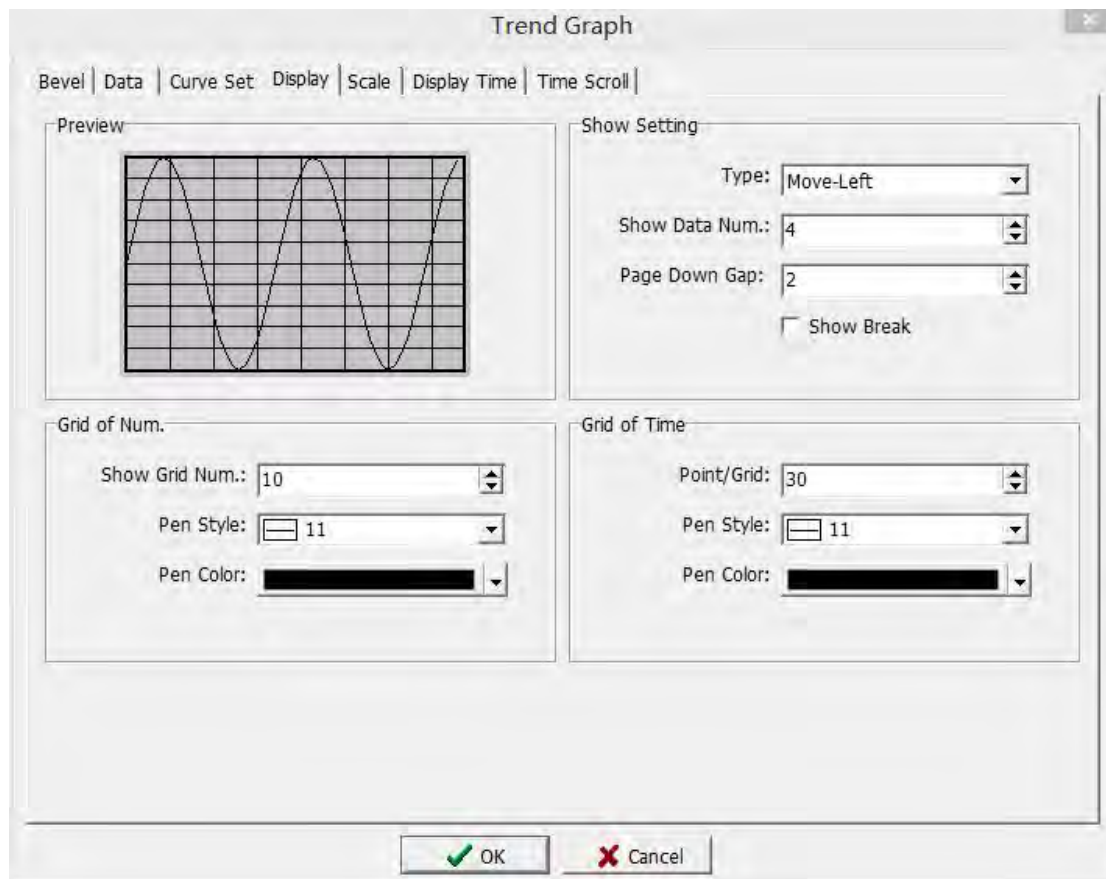 Trend Graph
Bevel Data Curve Set Display Scale Display Time Time Scroll
Preview
Show Setting
Type: Move-Left
Show Data Num.: 4
Page Down Gap: 2
Show Break
Grid of Num.
Show Grid Num.: 10
Pen Style: 11
Pen Color:
Grid of Time
Point/Grid: 30
Pen Style: 11
Pen Color:
OK Cancel